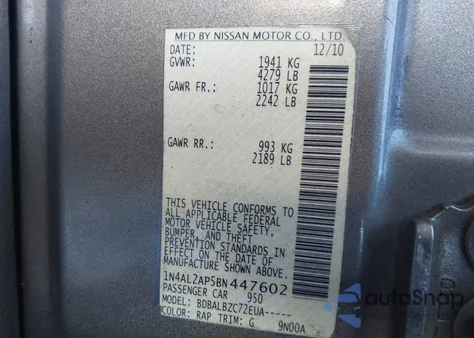 MFD BY NISSAN MOTOR CO., LTD.
DATE: 12/10
GVWR: 1941 KG
4279 LB
GAWR FR.: 1017 KG
2242 LB
GAWR RR.: 993 KG
2189 LB
THIS VEHICLE CONFORMS TO
ALL APPLICABLE FEDERAL
MOTOR VEHICLE SAFETY,
BUMPER, AND THEFT
PREVENTION STANDARDS IN
EFFECT ON THE DATE OF
MANUFACTURE SHOWN ABOVE.
1N4AL2AP5BN447602
PASSENGER CAR 950
MODEL: BDBALBZC72EUA-----
COLOR: RAP TRIM: G 9N00A
autoSnap